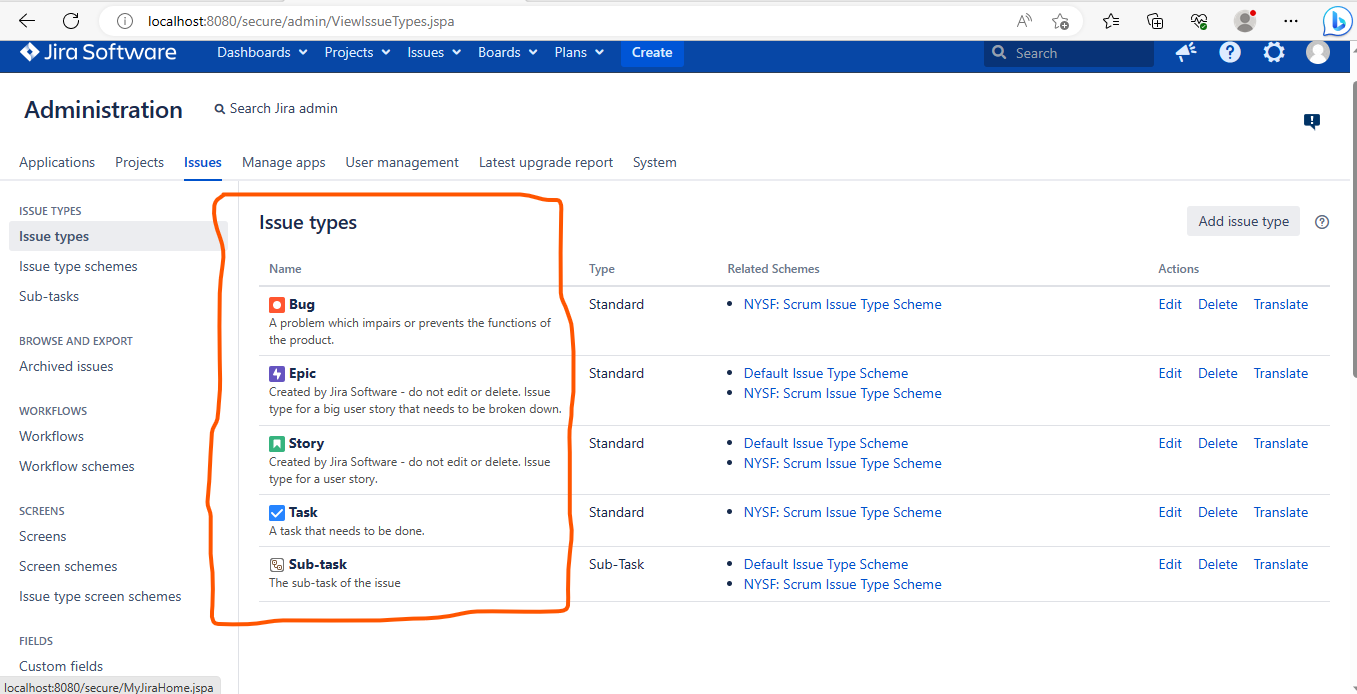 localhost:8080/secure/admin/ViewIssueTypes.jspa
Jira Software Dashboards Projects Issues Boards Plans Create Search
Administration Search Jira admin
Applications Projects Issues Manage apps User management Latest upgrade report System
ISSUE TYPES
Issue types
Issue type schemes
Sub-tasks
BROWSE AND EXPORT
Archived issues
WORKFLOWS
Workflows
Workflow schemes
SCREENS
Screens
Screen schemes
Issue type screen schemes
FIELDS
Custom fields
localhost:8080/secure/MyJiraHome.jspa
Issue types Add issue type
Name Type Related Schemes Actions
Bug Standard • NYSF: Scrum Issue Type Scheme Edit Delete Translate
A problem which impairs or prevents the functions of
the product.
Epic Standard • Default Issue Type Scheme Edit Delete Translate
Created by Jira Software - do not edit or delete. Issue • NYSF: Scrum Issue Type Scheme
type for a big user story that needs to be broken down.
Story Standard • Default Issue Type Scheme Edit Delete Translate
Created by Jira Software - do not edit or delete. Issue • NYSF: Scrum Issue Type Scheme
type for a user story.
Task Standard • NYSF: Scrum Issue Type Scheme Edit Delete Translate
A task that needs to be done.
Sub-task Sub-Task • Default Issue Type Scheme Edit Delete Translate
The sub-task of the issue • NYSF: Scrum Issue Type Scheme